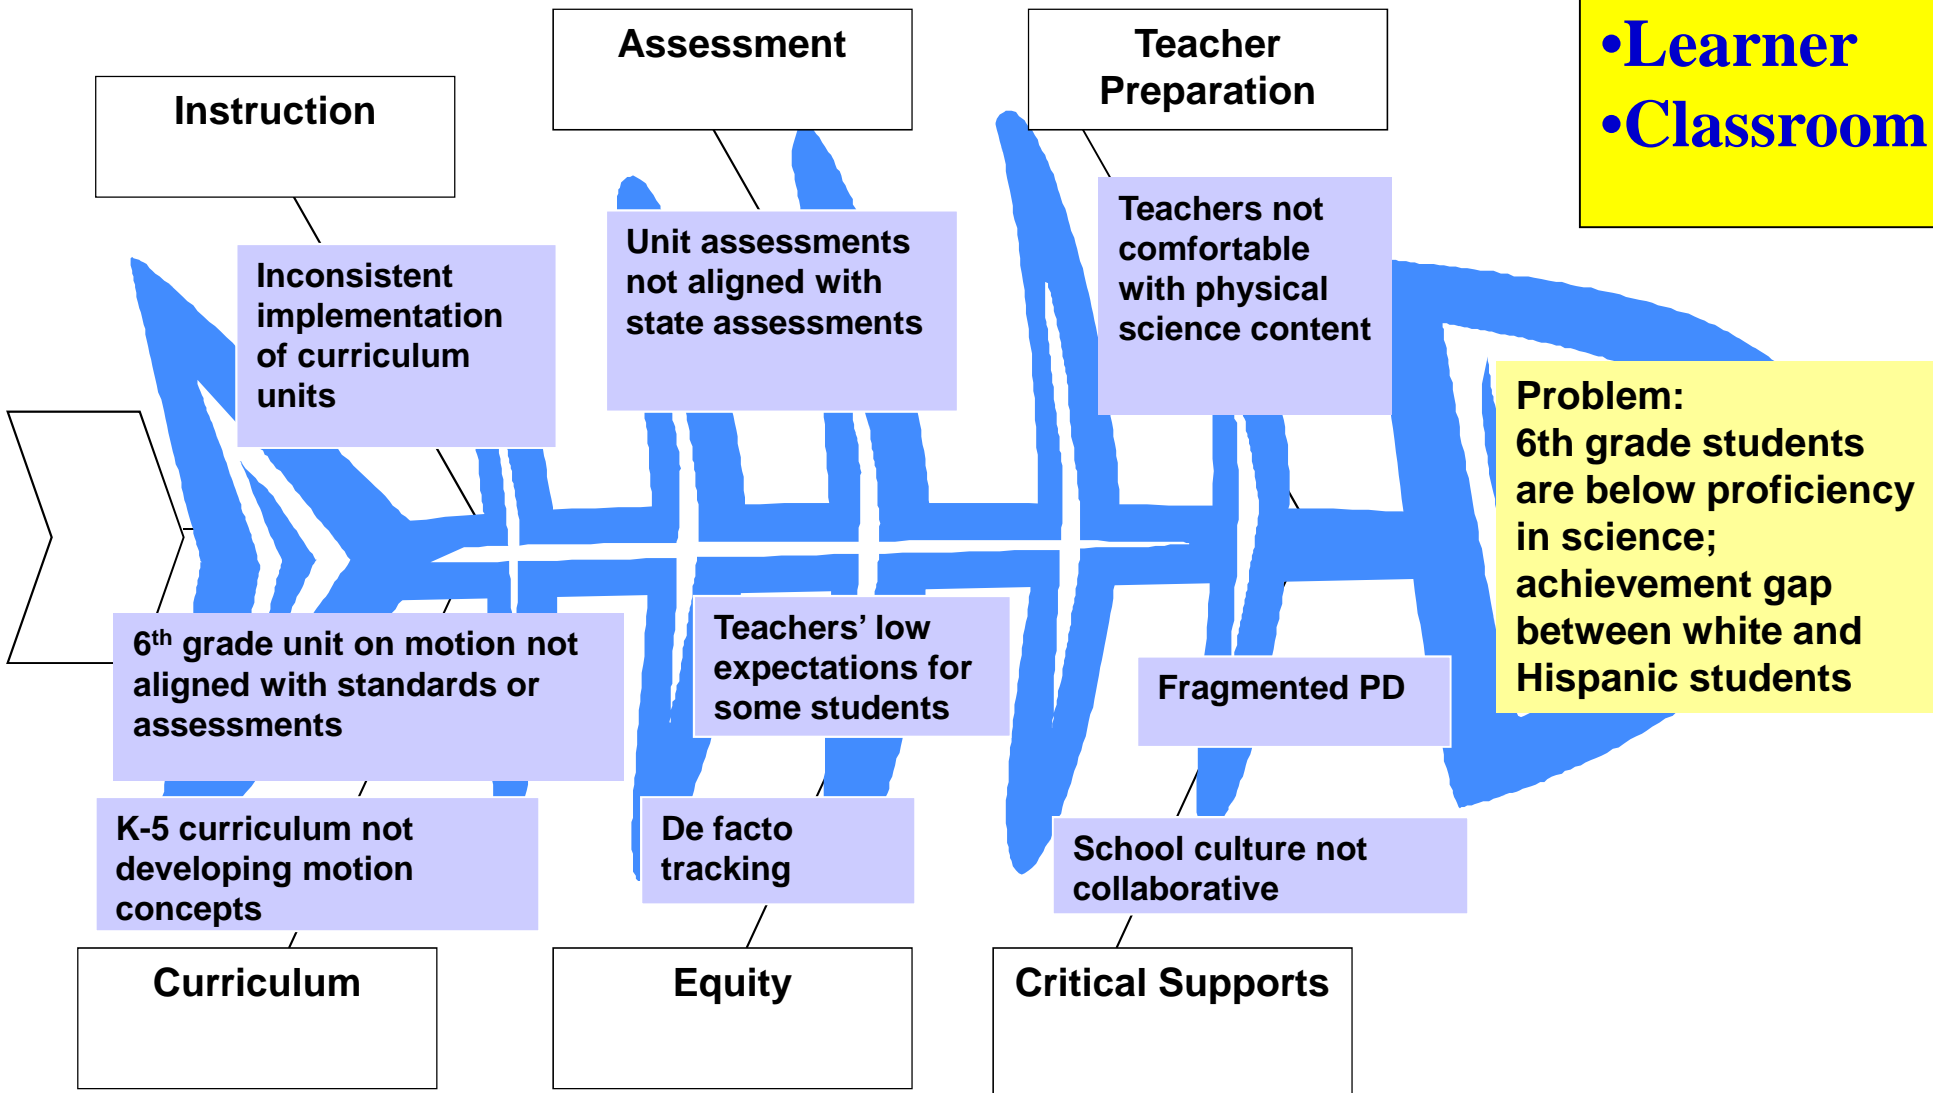 Assessment
Teacher
Preparation
•Learner
•Classroom
Instruction
Inconsistent
implementation
of curriculum
units
Unit assessments
not aligned with
state assessments
Teachers not
comfortable
with physical
science content
Problem:
6th grade students
are below proficiency
in science;
achievement gap
between white and
Hispanic students
6th grade unit on motion not
aligned with standards or
assessments
Teachers’ low
expectations for
some students
Fragmented PD
K-5 curriculum not
developing motion
concepts
De facto
tracking
School culture not
collaborative
Curriculum
Equity
Critical Supports